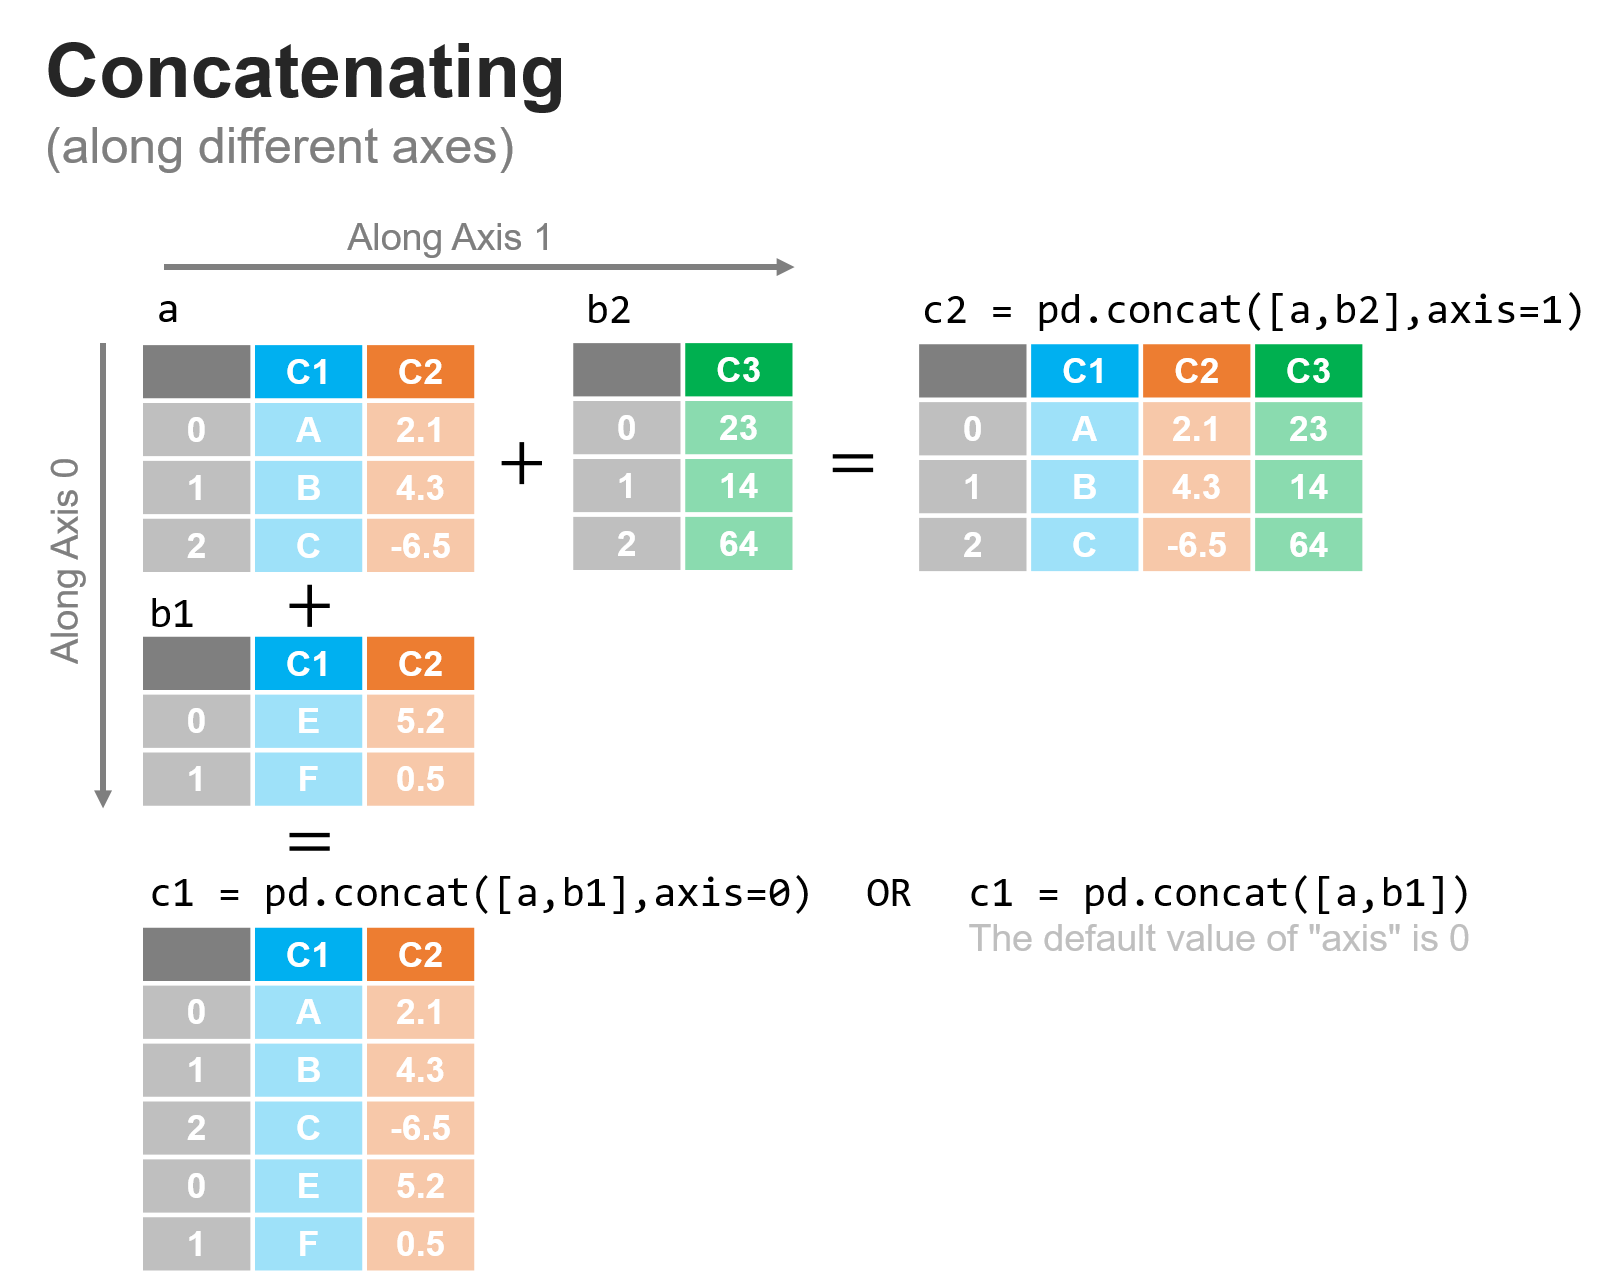 Concatenating
(along different axes)
Along Axis 1
a
b2
c2 = pd.concat([a,b2],axis=1)
C1 C2
0 A 2.1
1 B 4.3
2 C -6.5
+
C3
0 23
1 14
2 64
=
C1 C2 C3
0 A 2.1 23
1 B 4.3 14
2 C -6.5 64
Along Axis 0
+
b1
C1 C2
0 E 5.2
1 F 0.5
=
c1 = pd.concat([a,b1],axis=0) OR c1 = pd.concat([a,b1])
The default value of "axis" is 0
C1 C2
0 A 2.1
1 B 4.3
2 C -6.5
0 E 5.2
1 F 0.5